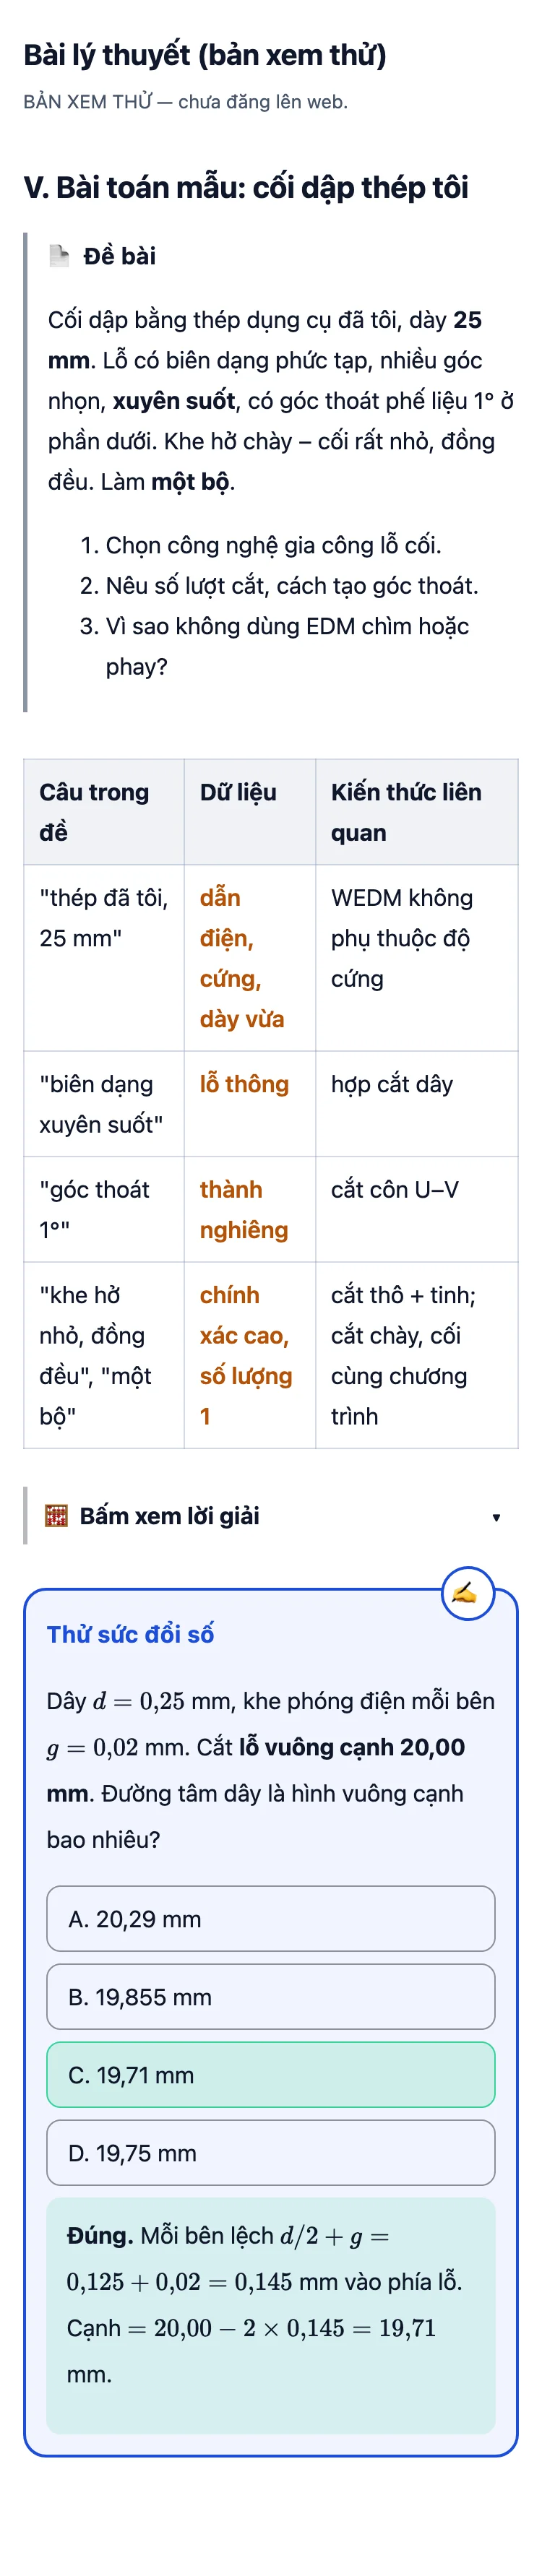 Bài lý thuyết (bản xem thử)
BẢN XEM THỬ — chưa đăng lên web.
V. Bài toán mẫu: cối dập thép tôi
Đề bài
Cối dập bằng thép dụng cụ đã tôi, dày 25
mm. Lỗ có biên dạng phức tạp, nhiều góc
nhọn, xuyên suốt, có góc thoát phế liệu 1° ở
phần dưới. Khe hở chày – cối rất nhỏ, đồng
đều. Làm một bộ.
1. Chọn công nghệ gia công lỗ cối.
2. Nêu số lượt cắt, cách tạo góc thoát.
3. Vì sao không dùng EDM chìm hoặc
phay?
Câu trong
đề
Dữ liệu
Kiến thức liên
quan
"thép đã tôi,
25 mm"
dẫn
điện,
cứng,
dày vừa
WEDM không
phụ thuộc độ
cứng
"biên dạng
xuyên suốt"
lỗ thông
hợp cắt dây
"góc thoát
1°"
thành
nghiêng
cắt côn U–V
"khe hở
nhỏ, đồng
đều", "một
bộ"
chính
xác cao,
số lượng
1
cắt thô + tinh;
cắt chày, cối
cùng chương
trình
Bấm xem lời giải
Thử sức đổi số
Dây d = 0,25 mm, khe phóng điện mỗi bên
g = 0,02 mm. Cắt lỗ vuông cạnh 20,00
mm. Đường tâm dây là hình vuông cạnh
bao nhiêu?
A. 20,29 mm
B. 19,855 mm
C. 19,71 mm
D. 19,75 mm
Đúng. Mỗi bên lệch d/2 + g =
0,125 + 0,02 = 0,145 mm vào phía lỗ.
Cạnh = 20,00 − 2 × 0,145 = 19,71
mm.